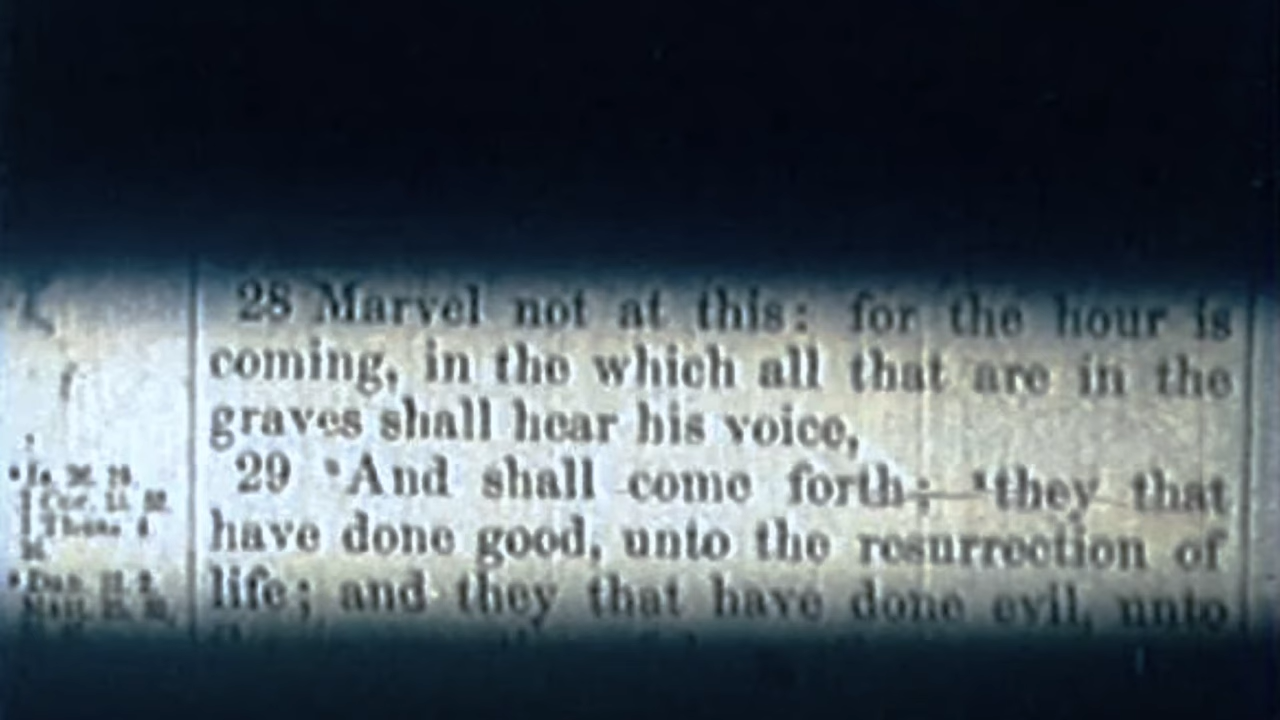 28 Marvel not at this: for the hour is
coming, in the which all that are in the
graves shall hear his voice,
29 And shall come forth; they that
have done good, unto the resurrection of
life; and they that have done evil, unto